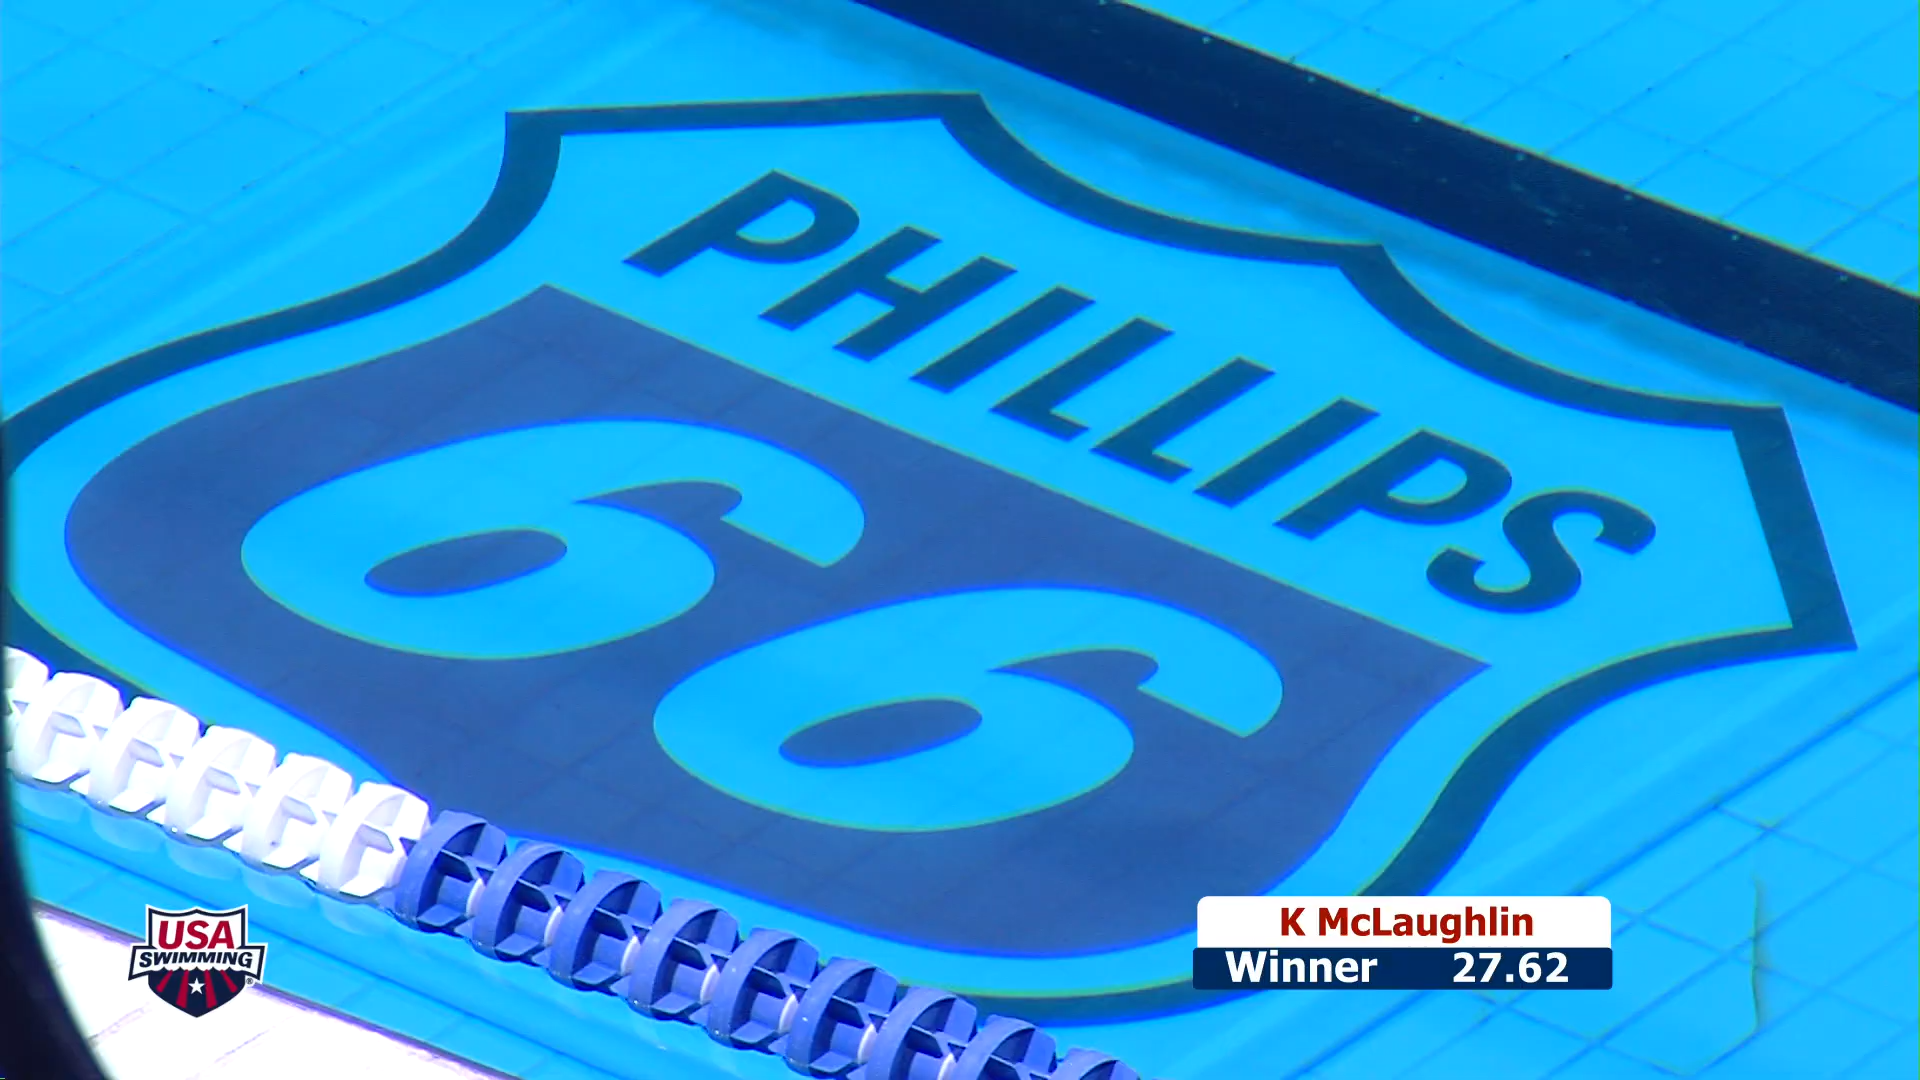 PHILLIPS
66
K McLaughlin
Winner 27.62
USA
SWIMMING